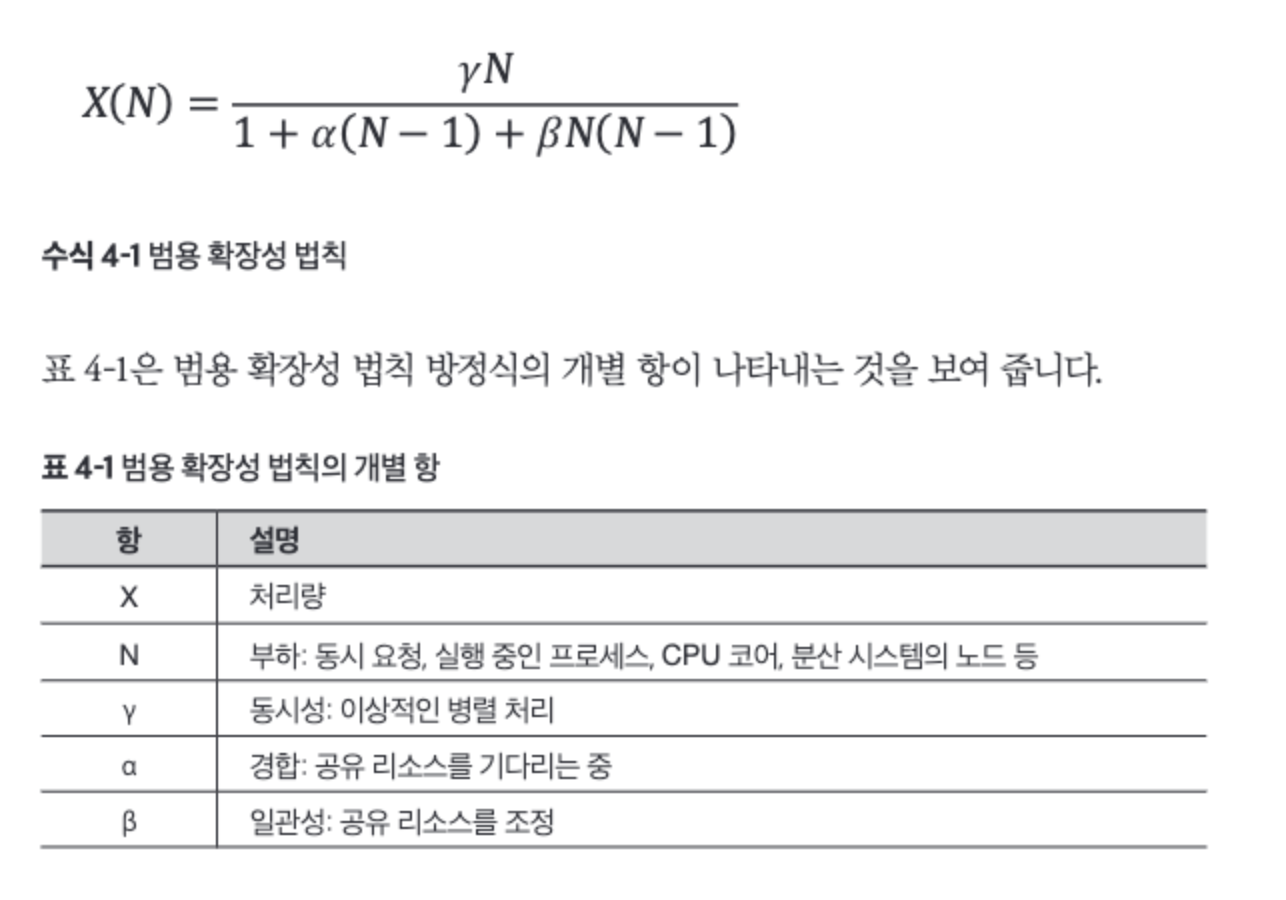 X(N) = γN / (1 + α(N − 1) + βN(N − 1))
수식 4-1 범용 확장성 법칙
표 4-1은 범용 확장성 법칙 방정식의 개별 항이 나타내는 것을 보여 줍니다.
표 4-1 범용 확장성 법칙의 개별 항
항 설명
X 처리량
N 부하: 동시 요청, 실행 중인 프로세스, CPU 코어, 분산 시스템의 노드 등
γ 동시성: 이상적인 병렬 처리
α 경합: 공유 리소스를 기다리는 중
β 일관성: 공유 리소스를 조정